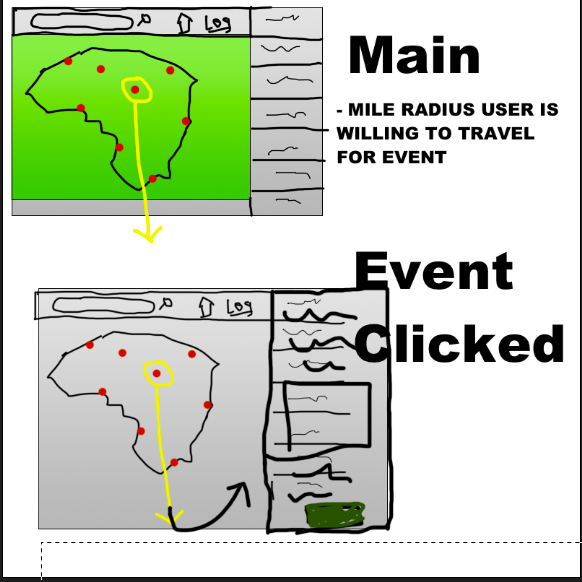 Log
Main
- MILE RADIUS USER IS
WILLING TO TRAVEL
FOR EVENT
Event
Log
Clicked